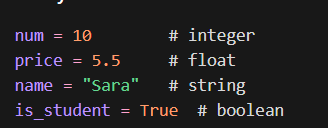 num = 10         # integer
price = 5.5      # float
name = "Sara"   # string
is_student = True  # boolean